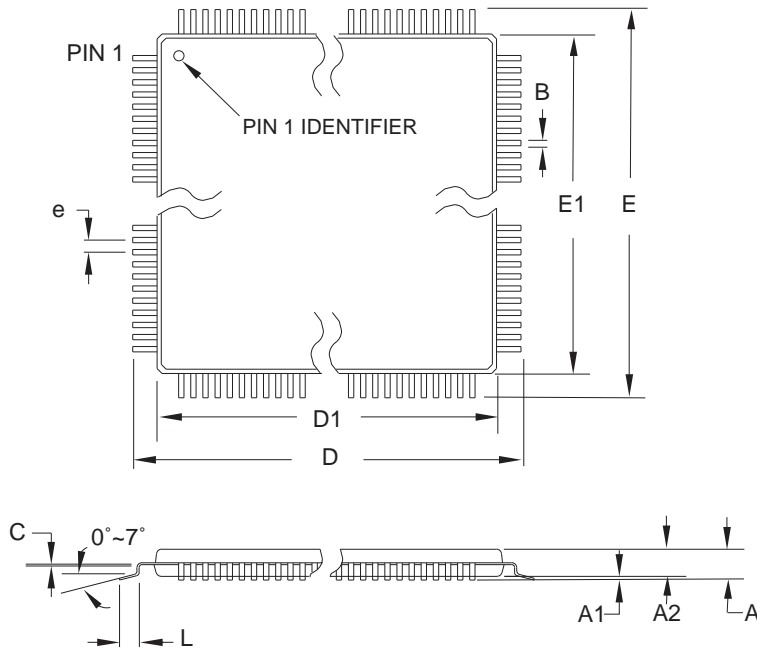 PIN 1
PIN 1 IDENTIFIER
B
e
E1
E
D1
D
C
0°~7°
A1
A2
A
L